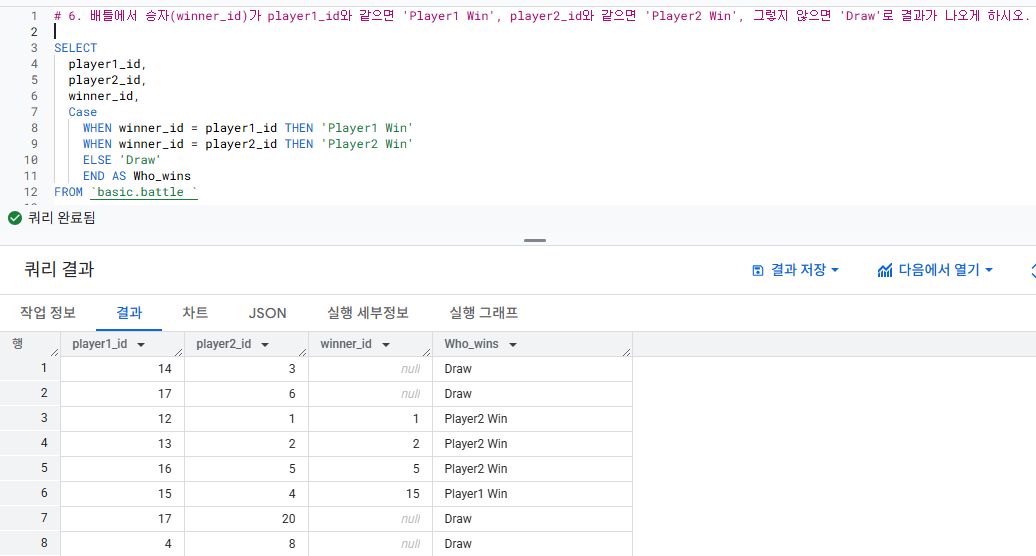 1 # 6. 배틀에서 승자(winner_id)가 player1_id와 같으면 'Player1 Win', player2_id와 같으면 'Player2 Win', 그렇지 않으면 'Draw'로 결과가 나오게 하시오.
2
3 SELECT
4 player1_id,
5 player2_id,
6 winner_id,
7 Case
8 WHEN winner_id = player1_id THEN 'Player1 Win'
9 WHEN winner_id = player2_id THEN 'Player2 Win'
10 ELSE 'Draw'
11 END AS Who_wins
12 FROM `basic.battle `
쿼리 완료됨
쿼리 결과
결과 저장
다음에서 열기
작업 정보 결과 차트 JSON 실행 세부정보 실행 그래프
행 player1_id player2_id winner_id Who_wins
1 14 3 null Draw
2 17 6 null Draw
3 12 1 1 Player2 Win
4 13 2 2 Player2 Win
5 16 5 5 Player2 Win
6 15 4 15 Player1 Win
7 17 20 null Draw
8 4 8 null Draw